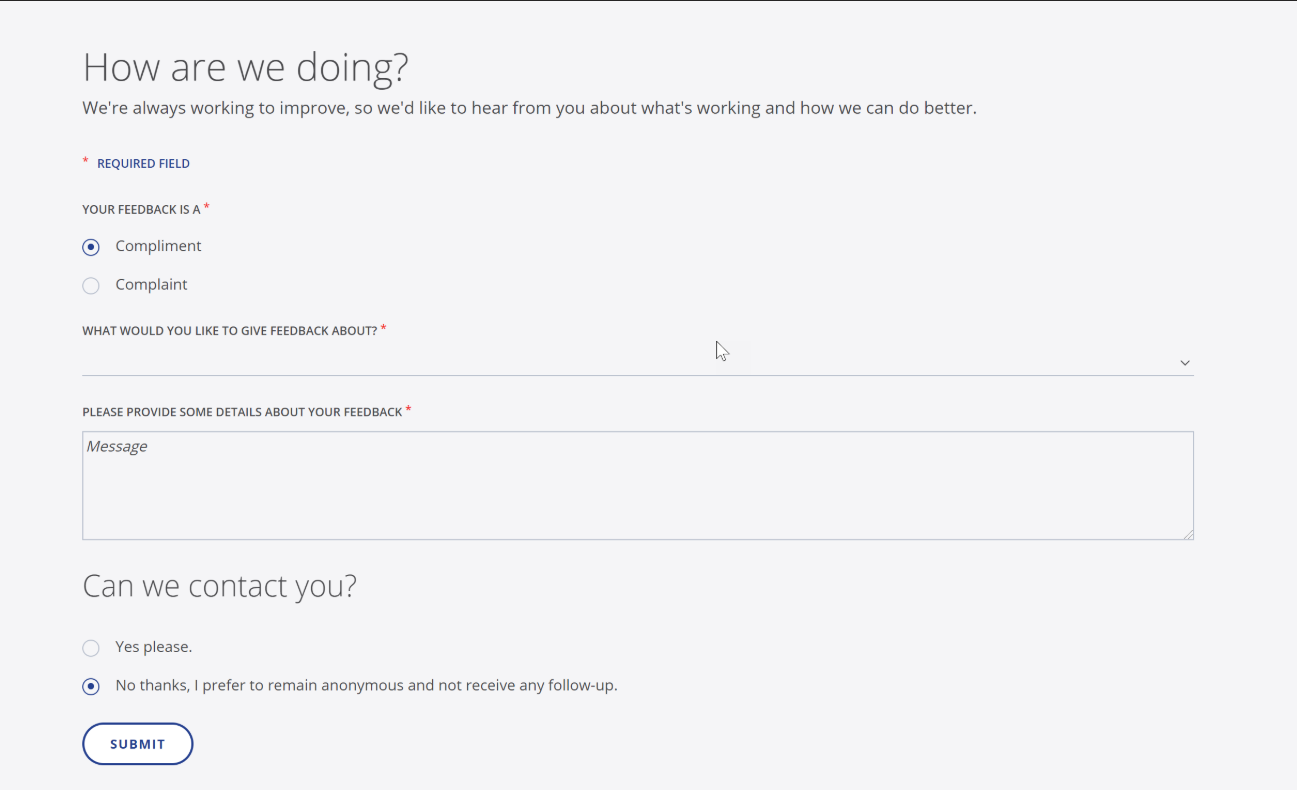 How are we doing?
We're always working to improve, so we'd like to hear from you about what's working and how we can do better.
* REQUIRED FIELD
YOUR FEEDBACK IS A *
Compliment
Complaint
WHAT WOULD YOU LIKE TO GIVE FEEDBACK ABOUT? *
PLEASE PROVIDE SOME DETAILS ABOUT YOUR FEEDBACK *
Message
Can we contact you?
Yes please.
No thanks, I prefer to remain anonymous and not receive any follow-up.
SUBMIT